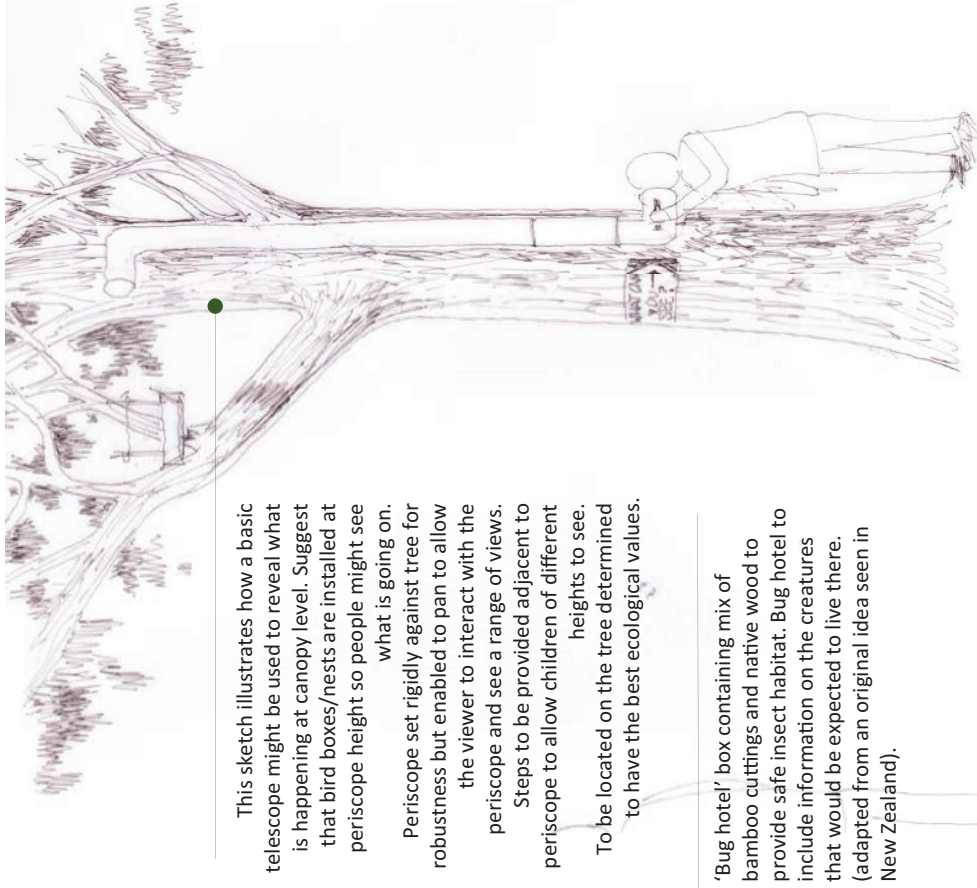 This sketch illustrates how a basic
telescope might be used to reveal what
is happening at canopy level. Suggest
that bird boxes/nests are installed at
periscope height so people might see
what is going on.
Periscope set rigidly against tree for
robustness but enabled to pan to allow
the viewer to interact with the
periscope and see a range of views.
Steps to be provided adjacent to
periscope to allow children of different
heights to see.
To be located on the tree determined
to have the best ecological values.
‘Bug hotel’ box containing mix of
bamboo cuttings and native wood to
provide safe insect habitat. Bug hotel to
include information on the creatures
that would be expected to live there.
(adapted from an original idea seen in
New Zealand).
WHAT CAN
YOU
SEE?